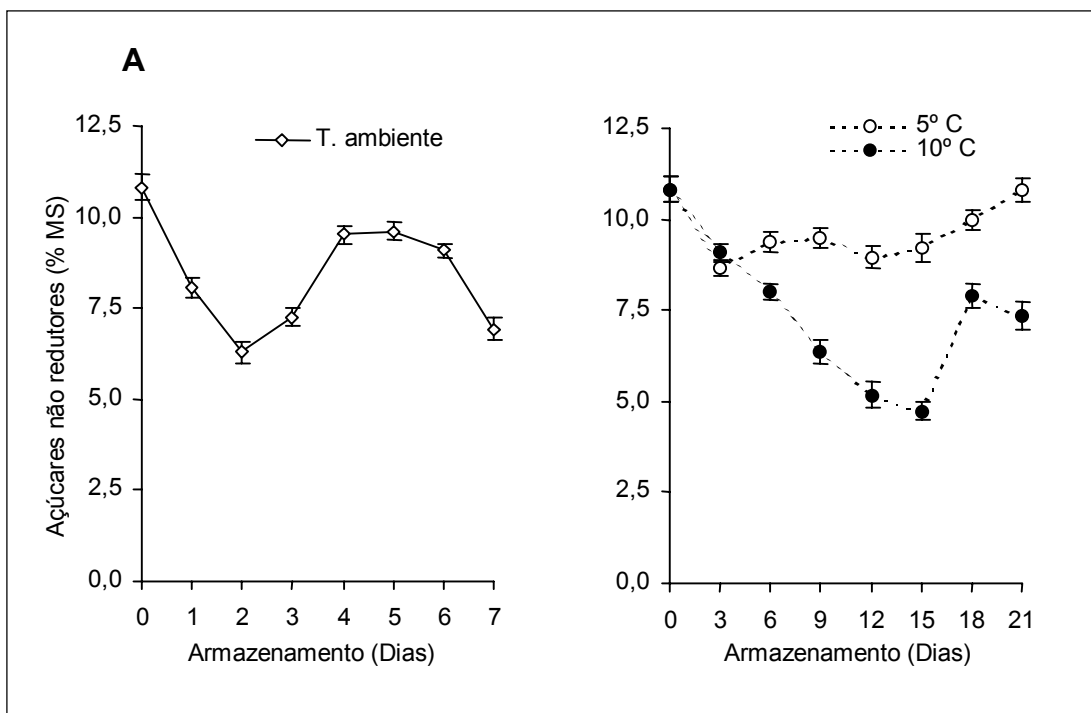 A
Açúcares não redutores (% MS)
12,5
10,0
7,5
5,0
2,5
0,0
T. ambiente
0 1 2 3 4 5 6 7
Armazenamento (Dias)
12,5
10,0
7,5
5,0
2,5
0,0
5º C
10º C
0 3 6 9 12 15 18 21
Armazenamento (Dias)